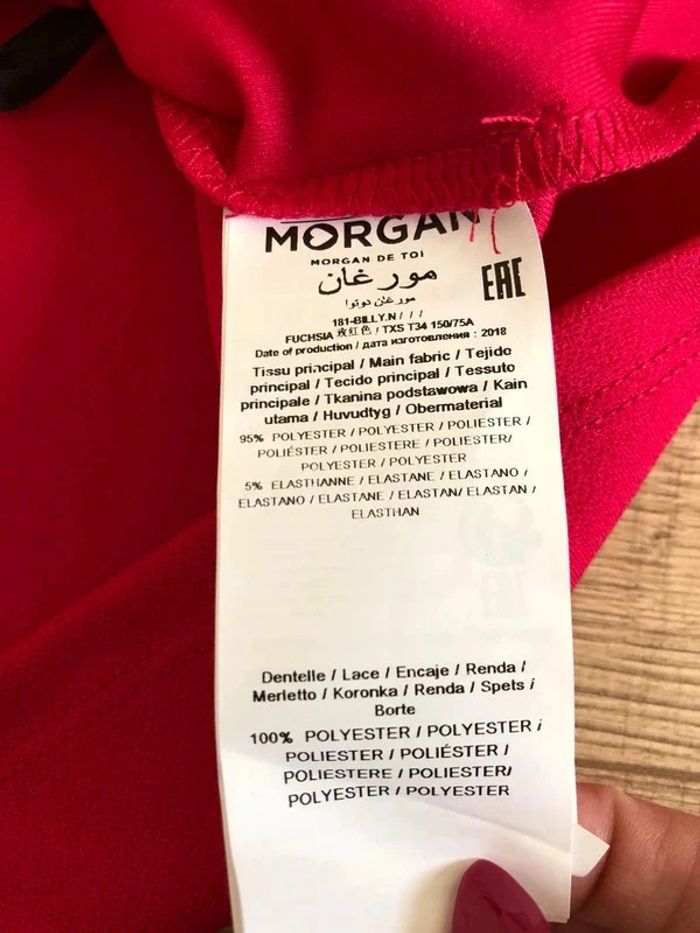 MORGAN
MORGAN DE TOI
مورغان
مورغان دوتوا
EAC
181-BILLY.N / / /
FUCHSIA 玫红色 / TXS T34 150/75A
Date of production / дата изготовления : 2018
Tissu principal / Main fabric / Tejido
principal / Tecido principal / Tessuto
principale / Tkanina podstawowa / Kain
utama / Huvudtyg / Obermaterial
95% POLYESTER / POLYESTER / POLYESTER /
POLIÉSTER / POLIESTERE / POLIESTER/
POLYESTER / POLYESTER
5% ELASTHANNE / ELASTANE / ELASTANO /
ELASTANO / ELASTANE / ELASTAN/ ELASTAN /
ELASTHAN
Dentelle / Lace / Encaje / Renda /
Merletto / Koronka / Renda / Spets /
Borte
100% POLYESTER / POLYESTER /
POLIESTER / POLIÉSTER /
POLIESTERE / POLIESTER/
POLYESTER / POLYESTER